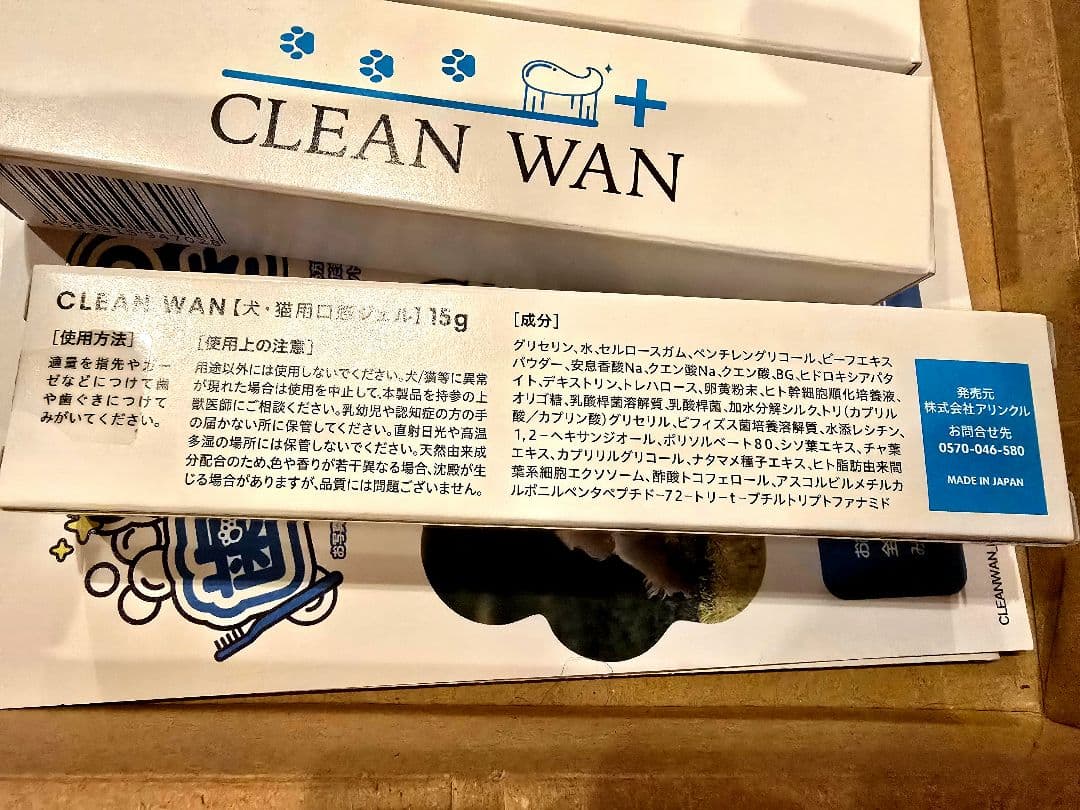 CLEAN WAN
CLEAN WAN【犬・猫用口腔ジェル】15g
[使用方法]
適量を指先やガー
ゼなどにつけて歯
や歯ぐきにつけて
みがいてください。
[使用上の注意]
用途以外には使用しないでください。犬/猫等に異常
が現れた場合は使用を中止して、本製品を持参の上
獣医師にご相談ください。乳幼児や認知症の方の手
の届かない所に保管してください。直射日光や高温
多湿の場所には保管しないでください。天然由来成
分配合のため、色や香りが若干異なる場合、沈殿が生
じる場合がありますが、品質には問題ございません。
[成分]
グリセリン、水、セルロースガム、ペンチレングリコール、ビーフエキス
パウダー、安息香酸Na、クエン酸Na、クエン酸、BG、ヒドロキシアパタ
イト、デキストリン、トレハロース、卵黄粉末、ヒト幹細胞順化培養液、
オリゴ糖、乳酸桿菌溶解質、乳酸桿菌、加水分解シルク、トリ(カプリル
酸/カプリン酸)グリセリル、ビフィズス菌培養溶解質、水添レシチン、
1,2-ヘキサンジオール、ポリソルベート80、シソ葉エキス、チャ葉
エキス、カプリリルグリコール、ナタマメ種子エキス、ヒト脂肪由来間
葉系細胞エクソソーム、酢酸トコフェロール、アスコルビルメチルカ
ルボニルペンタペプチド-72-トリ-t-ブチルトリプトファナミド
発売元
株式会社アリンクル
お問合せ先
0570-046-580
MADE IN JAPAN
お写真
CLEANWAN